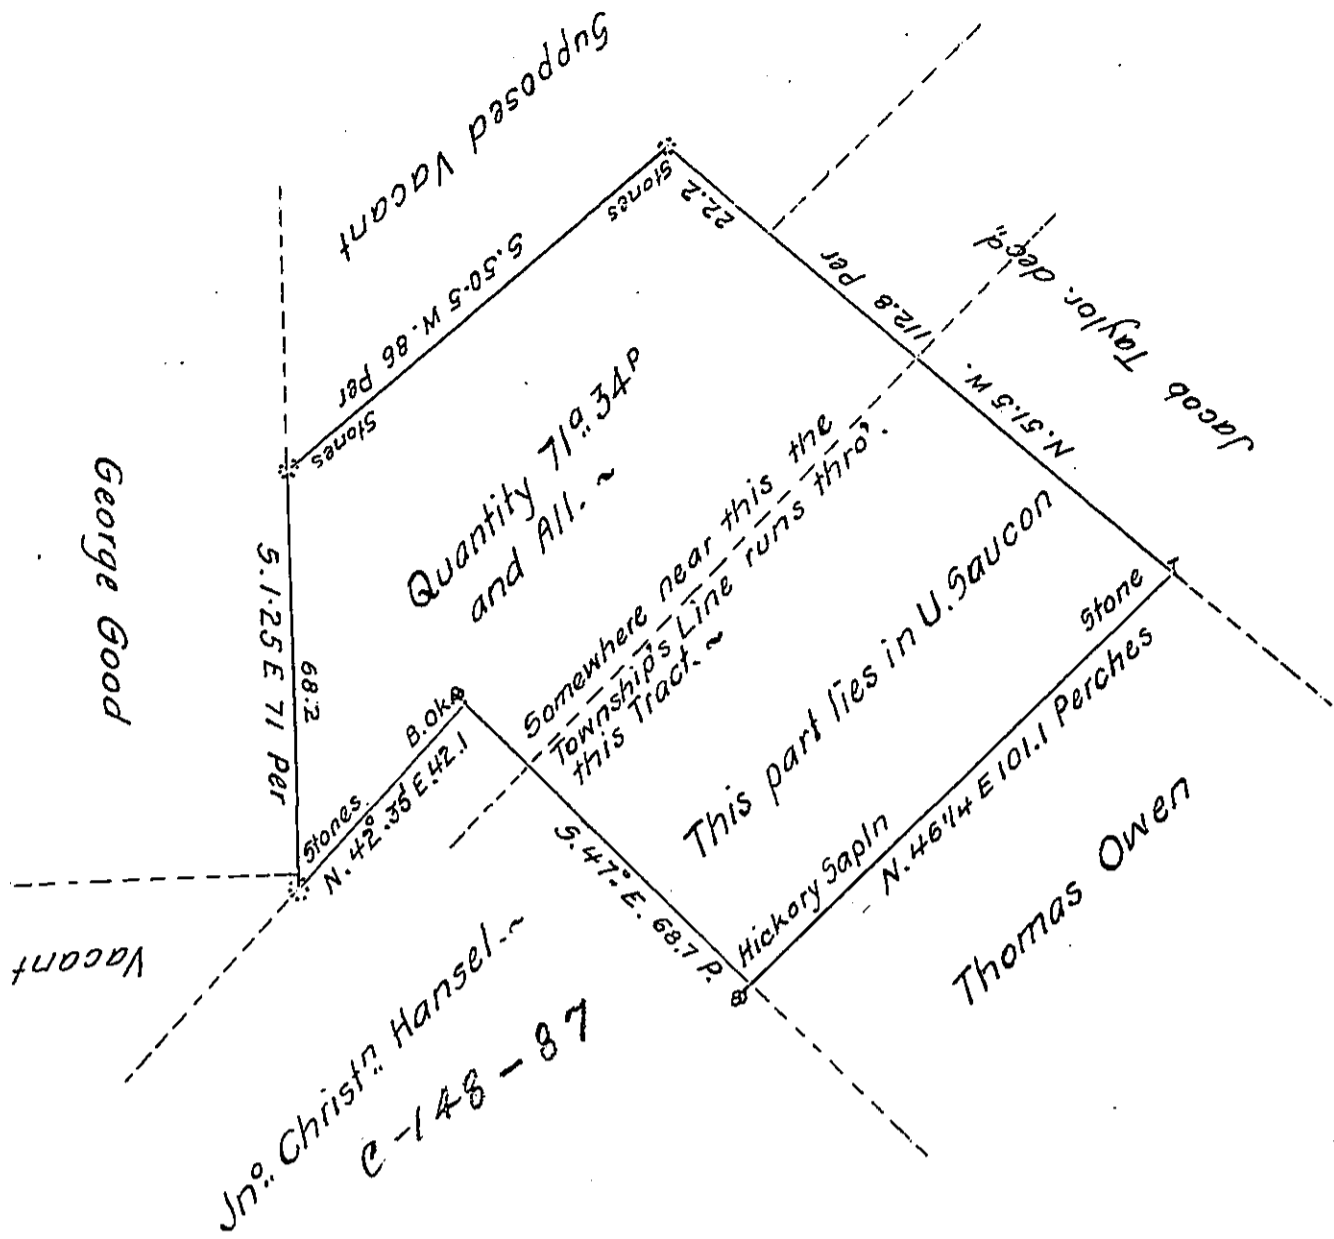 Supposed Vacant
Stones
22.2
S.50.5 W. 86 Per
Stones
112.8 Per
N.51.5 W.
Jacob Taylor. decd,,
George Good
S.1.25 E 71 Per
68.2
Quantity 71a.. 34P
and All. ~
Somewhere near this the
Township's Line runs thro'.
this Tract. ~
This part lies in U. Saucon
Stone
N.46¼ E 101.1 Perches
Thomas Owen
Hickory Sapln
B.Ok
Stones.
N. 42°. 35' E. 42.1
S. 47° E. 68.7 P.
Vacant
Jno.. Christn.. Hansel. ~
C-148-87